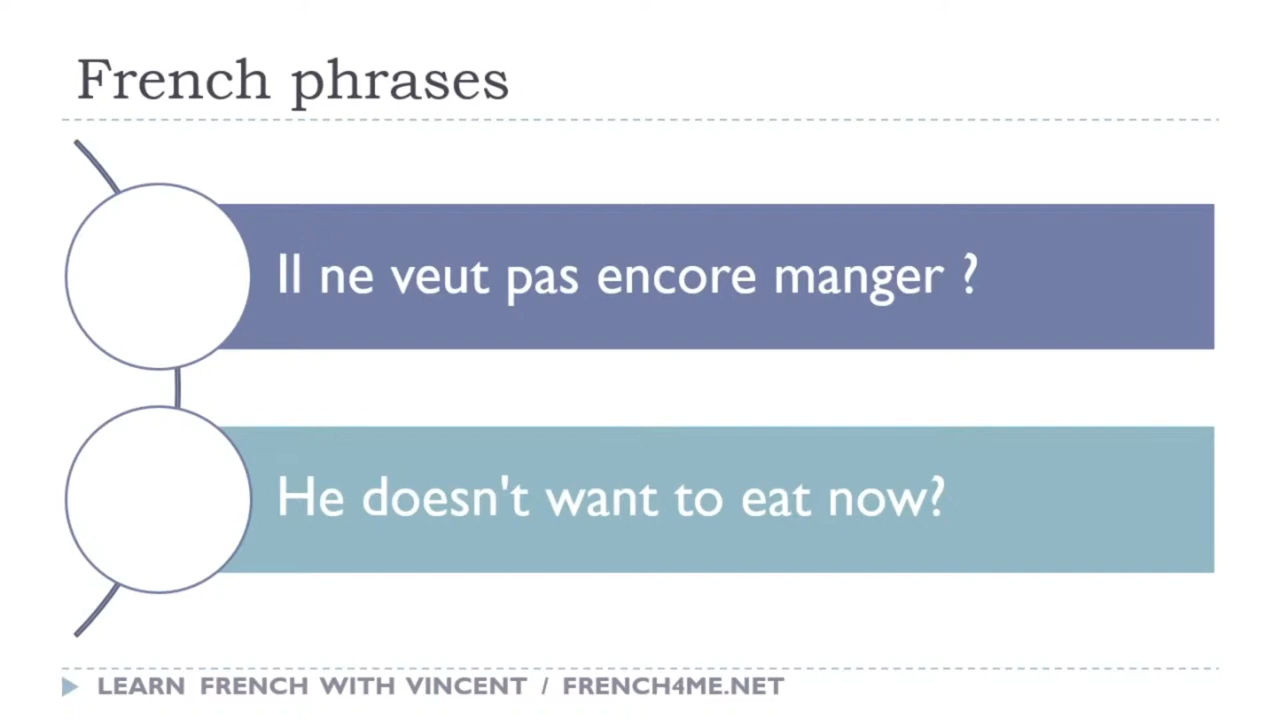 French phrases
Il ne veut pas encore manger ?
He doesn't want to eat now?
LEARN FRENCH WITH VINCENT / FRENCH4ME.NET